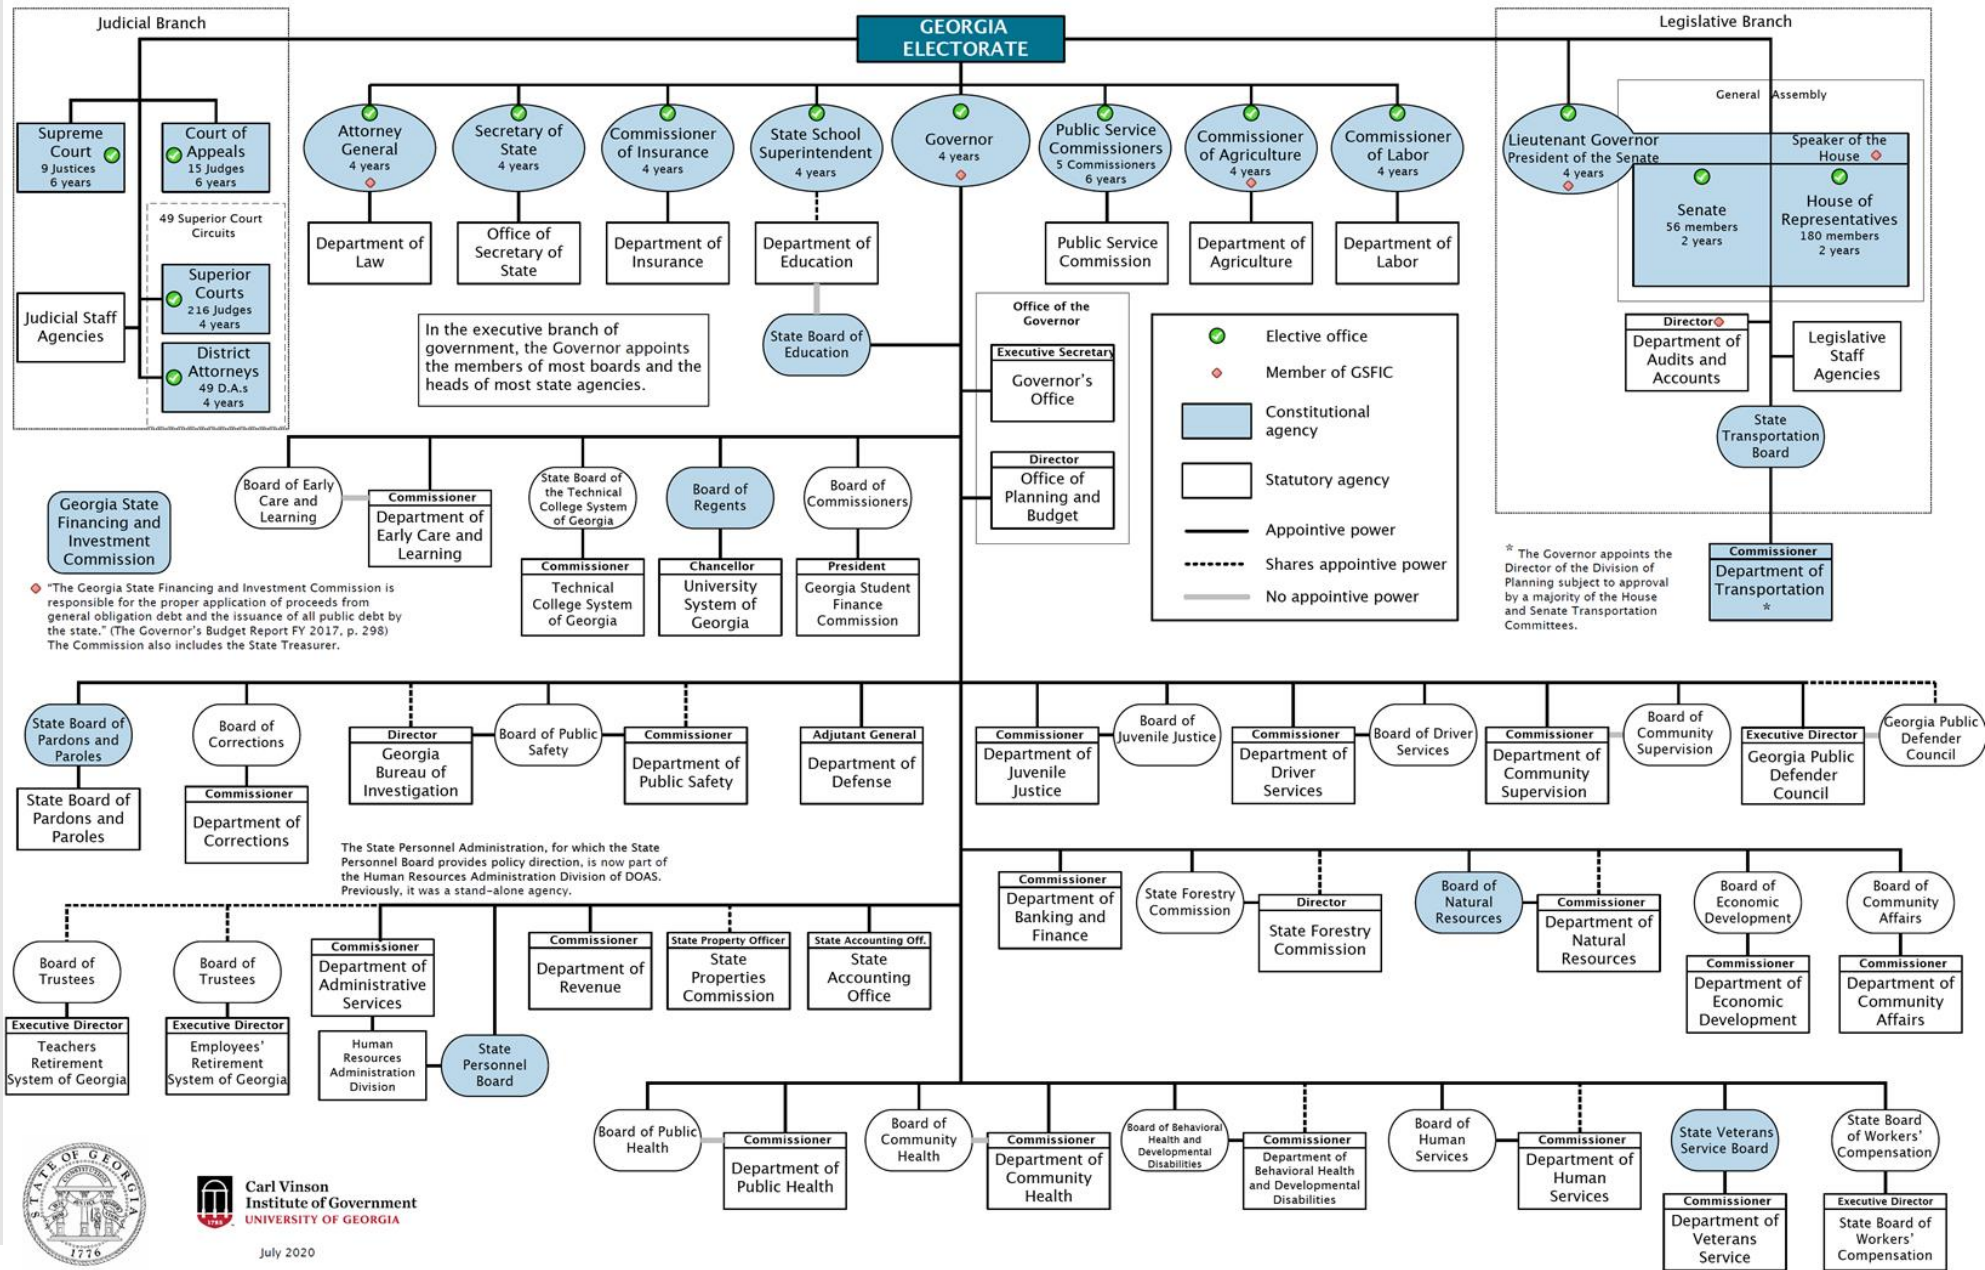 Judicial Branch
GEORGIA
ELECTORATE
Legislative Branch
General Assembly
Supreme
Court
9 Justices
6 years
Court of
Appeals
15 Judges
6 years
49 Superior Court
Circuits
Superior
Courts
216 Judges
4 years
Judicial Staff
Agencies
District
Attorneys
49 D.A.s
4 years
Attorney
General
4 years
Secretary of
State
4 years
Commissioner
of Insurance
4 years
State School
Superintendent
4 years
Governor
4 years
Public Service
Commissioners
5 Commissioners
6 years
Commissioner
of Agriculture
4 years
Commissioner
of Labor
4 years
Lieutenant Governor
President of the Senate
4 years
Speaker of the
House
Senate
56 members
2 years
House of
Representatives
180 members
2 years
Department of
Law
Office of
Secretary of
State
Department of
Insurance
Department of
Education
Public Service
Commission
Department of
Agriculture
Department of
Labor
In the executive branch of
government, the Governor appoints
the members of most boards and the
heads of most state agencies.
State Board of
Education
Office of the
Governor
Executive Secretary
Governor's
Office
Director
Office of
Planning and
Budget
Elective office
Member of GSFIC
Constitutional
agency
Statutory agency
Appointive power
Shares appointive power
No appointive power
Director
Department of
Audits and
Accounts
Legislative
Staff
Agencies
State
Transportation
Board
* The Governor appoints the
Director of the Division of
Planning subject to approval
by a majority of the House
and Senate Transportation
Committees.
Commissioner
Department of
Transportation
*
Georgia State
Financing and
Investment
Commission
"The Georgia State Financing and Investment Commission is
responsible for the proper application of proceeds from
general obligation debt and the issuance of all public debt by
the state." (The Governor's Budget Report FY 2017, p. 298)
The Commission also includes the State Treasurer.
Board of Early
Care and
Learning
Commissioner
Department of
Early Care and
Learning
State Board of
the Technical
College System
of Georgia
Commissioner
Technical
College System
of Georgia
Board of
Regents
Chancellor
University
System of
Georgia
Board of
Commissioners
President
Georgia Student
Finance
Commission
State Board of
Pardons and
Paroles
State Board of
Pardons and
Paroles
Board of
Corrections
Commissioner
Department of
Corrections
Director
Georgia
Bureau of
Investigation
Board of Public
Safety
Commissioner
Department of
Public Safety
Adjutant General
Department of
Defense
Commissioner
Department of
Juvenile
Justice
Board of
Juvenile Justice
Commissioner
Department of
Driver
Services
Board of Driver
Services
Commissioner
Department of
Community
Supervision
Board of
Community
Supervision
Executive Director
Georgia Public
Defender
Council
Georgia Public
Defender
Council
The State Personnel Administration, for which the State
Personnel Board provides policy direction, is now part of
the Human Resources Administration Division of DOAS.
Previously, it was a stand-alone agency.
Commissioner
Department of
Banking and
Finance
State Forestry
Commission
Director
State Forestry
Commission
Board of
Natural
Resources
Commissioner
Department of
Natural
Resources
Board of
Economic
Development
Commissioner
Department of
Economic
Development
Board of
Community
Affairs
Commissioner
Department of
Community
Affairs
Board of
Trustees
Executive Director
Teachers
Retirement
System of Georgia
Board of
Trustees
Executive Director
Employees'
Retirement
System of Georgia
Commissioner
Department of
Administrative
Services
Human
Resources
Administration
Division
State
Personnel
Board
Commissioner
Department of
Revenue
State Property Officer
State
Properties
Commission
State Accounting Off.
State
Accounting
Office
Board of Public
Health
Commissioner
Department of
Public Health
Board of
Community
Health
Commissioner
Department of
Community
Health
Board of Behavioral
Health and
Developmental
Disabilities
Commissioner
Department of
Behavioral Health
and Developmental
Disabilities
Board of
Human
Services
Commissioner
Department of
Human
Services
State Veterans
Service Board
Commissioner
Department of
Veterans
Service
State Board
of Workers'
Compensation
Executive Director
State Board of
Workers'
Compensation
STATE OF GEORGIA
CONSTITUTION
1776
1785
Carl Vinson
Institute of Government
UNIVERSITY OF GEORGIA
July 2020